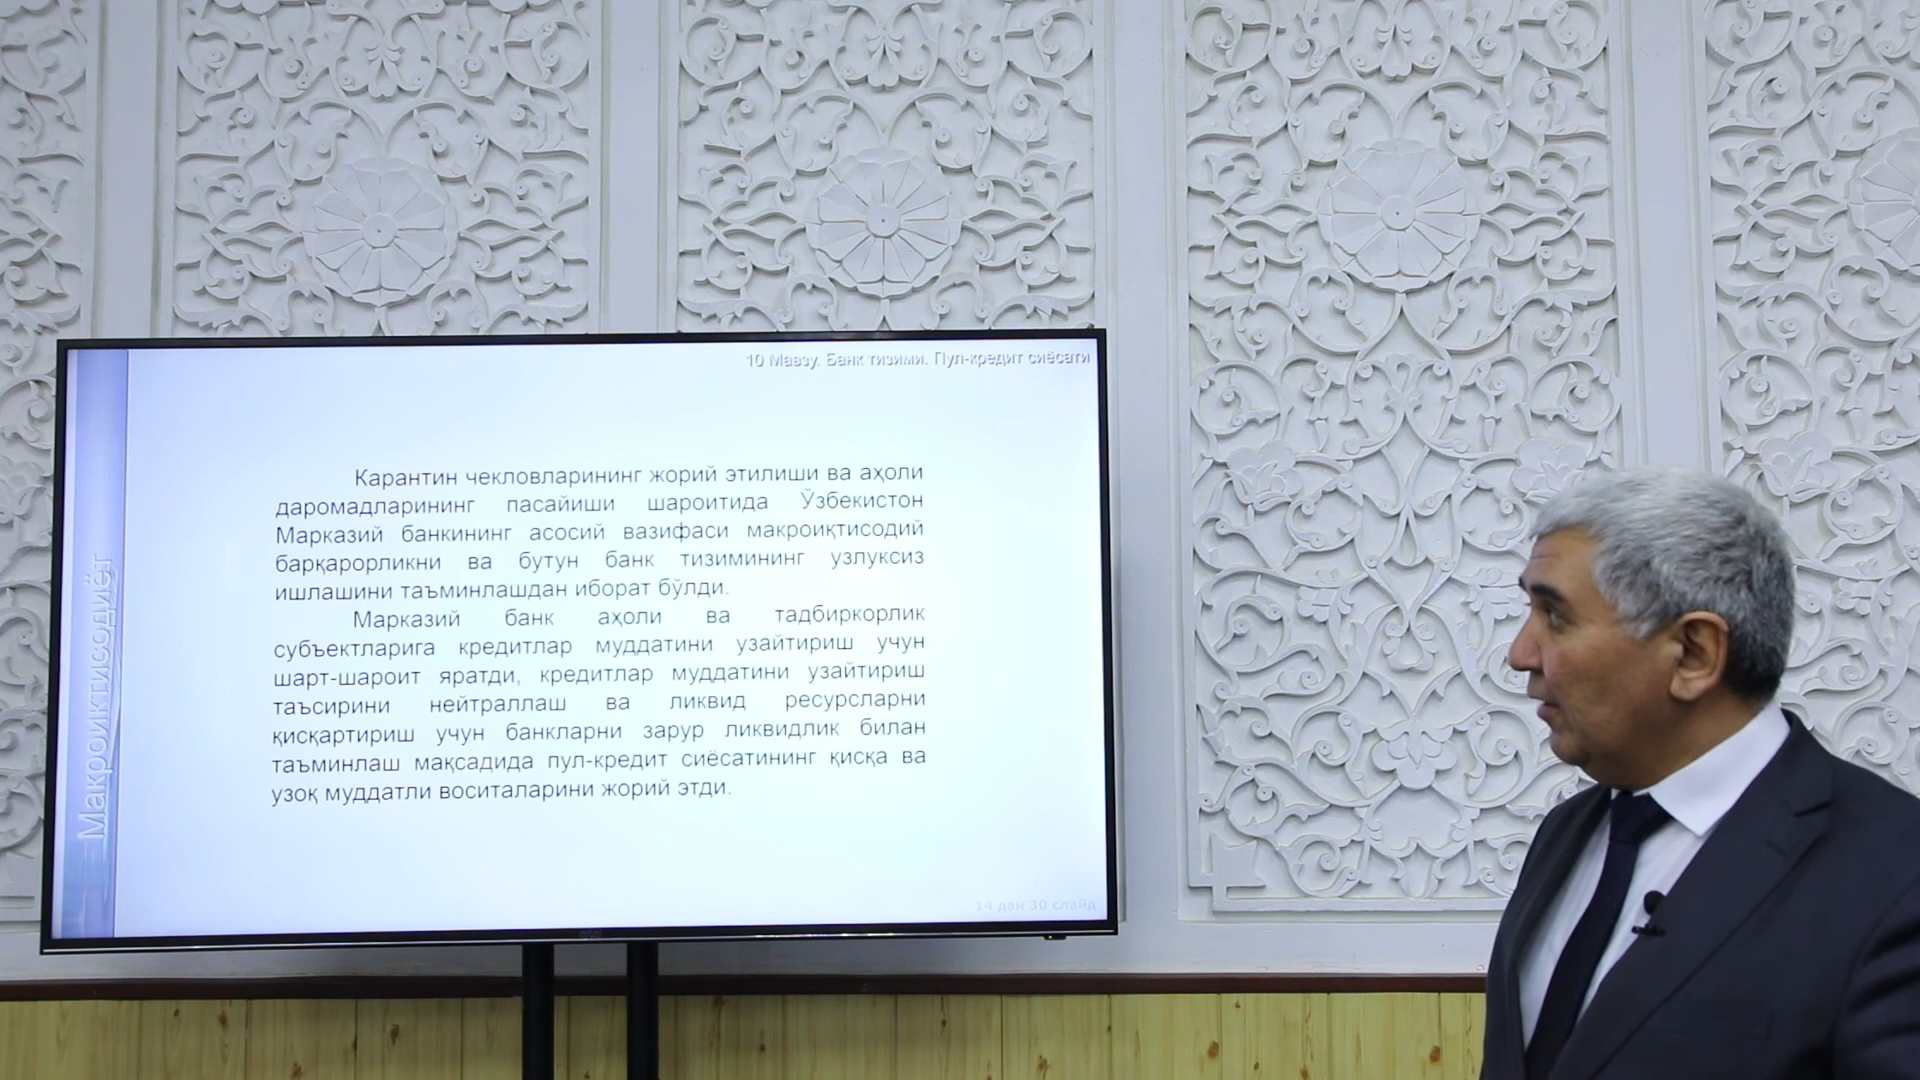 10 Мавзу. Банк тизими. Пул-кредит сиёсати
Карантин чекловларининг жорий этилиши ва аҳоли
даромадларининг пасайиши шароитида Ўзбекистон
Марказий банкининг асосий вазифаси макроиқтисодий
барқарорликни ва бутун банк тизимининг узлуксиз
ишлашини таъминлашдан иборат бўлди.
Марказий банк аҳоли ва тадбиркорлик
субъектларига кредитлар муддатини узайтириш учун
шарт-шароит яратди, кредитлар муддатини узайтириш
таъсирини нейтраллаш ва ликвид ресурсларни
қисқартириш учун банкларни зарур ликвидлик билан
таъминлаш мақсадида пул-кредит сиёсатининг қисқа ва
узоқ муддатли воситаларини жорий этди.
Макроиктисодиёт
14 дан 30 слайд